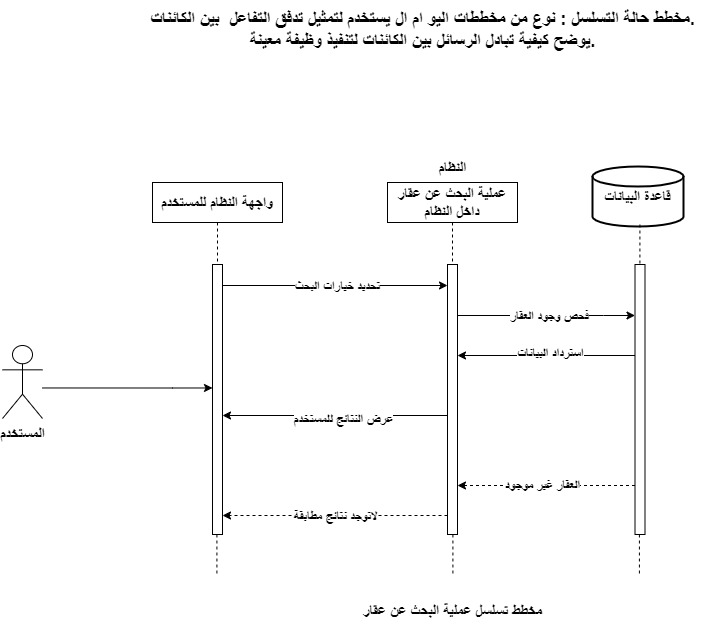 مخطط حالة التسلسل : نوع من مخططات اليو ام ال يستخدم لتمثيل تدفق التفاعل بين الكائنات.
يوضح كيفية تبادل الرسائل بين الكائنات لتنفيذ وظيفة معينة.
النظام
واجهة النظام للمستخدم
عملية البحث عن عقار
داخل النظام
قاعدة البيانات
تحديد خيارات البحث
فحص وجود العقار
استرداد البيانات
عرض النتائج للمستخدم
المستخدم
العقار غير موجود
لاتوجد نتائج مطابقة
مخطط تسلسل عملية البحث عن عقار